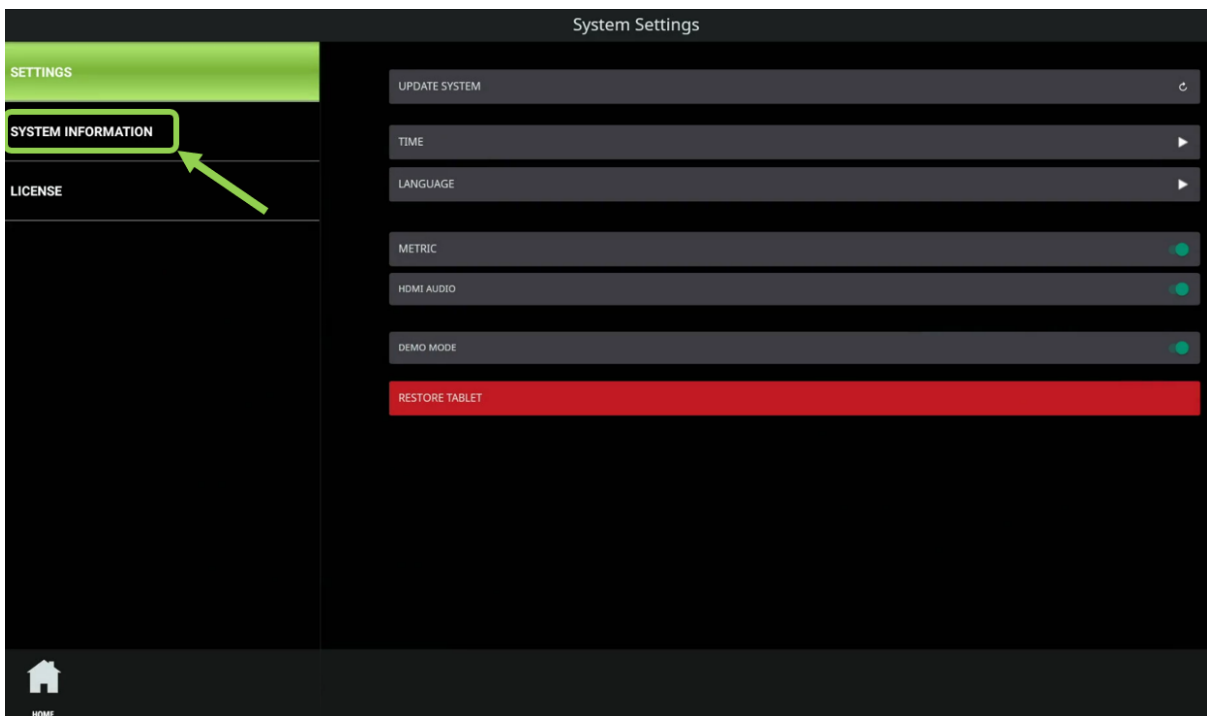 System Settings
SETTINGS
SYSTEM INFORMATION
LICENSE
UPDATE SYSTEM
TIME
LANGUAGE
METRIC
HDMI AUDIO
DEMO MODE
RESTORE TABLET
HOME